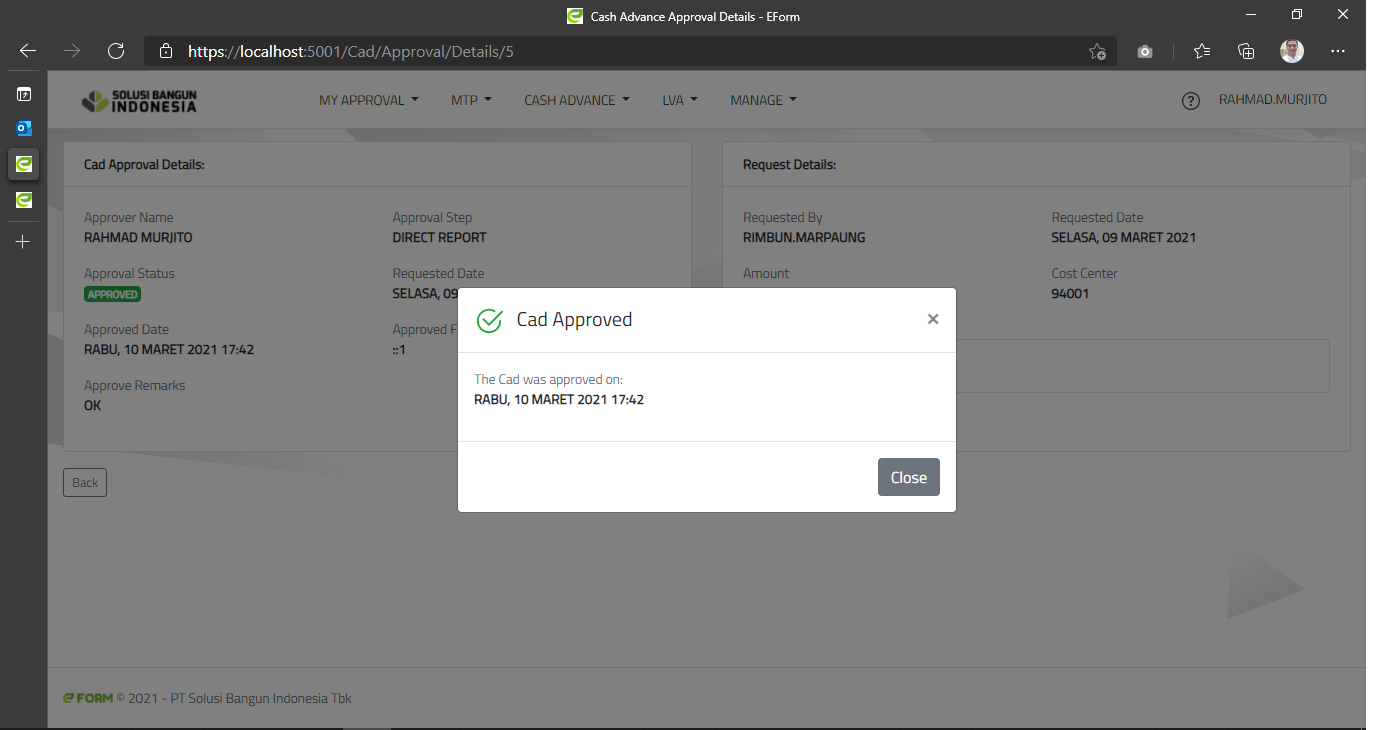 Cash Advance Approval Details - EForm
https://localhost:5001/Cad/Approval/Details/5
SOLUSI BANGUN
INDONESIA
MY APPROVAL
MTP
CASH ADVANCE
LVA
MANAGE
?
RAHMAD.MURJITO
Cad Approval Details:
Approver Name
RAHMAD MURJITO
Approval Step
DIRECT REPORT
Approval Status
APPROVED
Requested Date
SELASA, 09
Approved Date
RABU, 10 MARET 2021 17:42
Approved F
::1
Approve Remarks
OK
Request Details:
Requested By
RIMBUN.MARPAUNG
Requested Date
SELASA, 09 MARET 2021
Amount
Cost Center
94001
Cad Approved
×
The Cad was approved on:
RABU, 10 MARET 2021 17:42
Close
Back
e FORM © 2021 - PT Solusi Bangun Indonesia Tbk